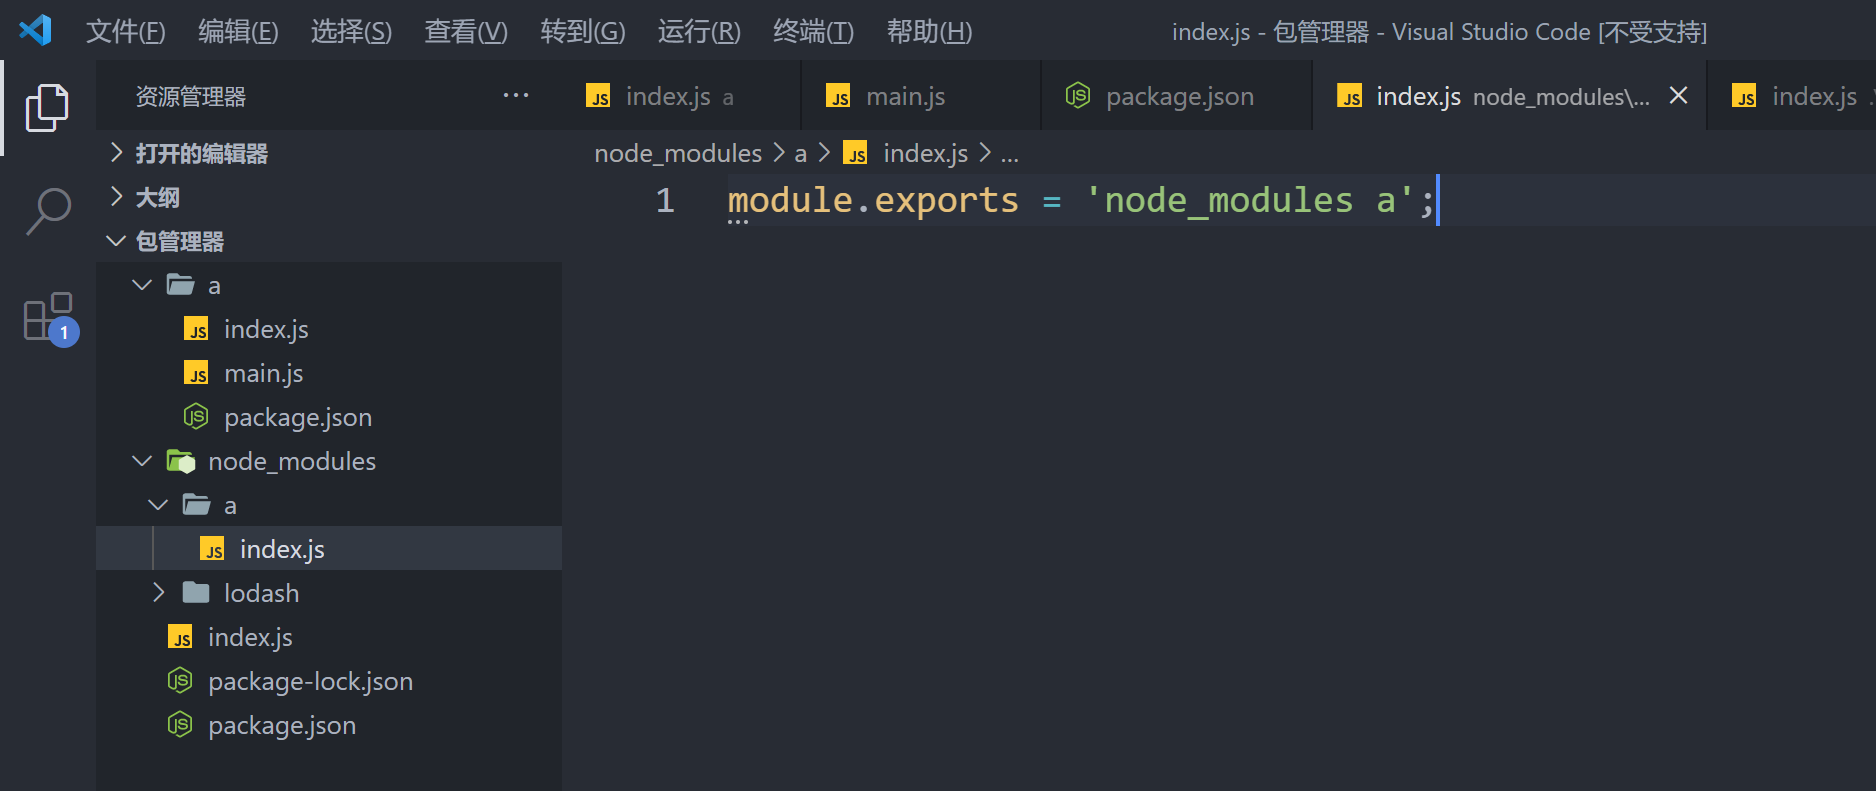 文件(F) 编辑(E) 选择(S) 查看(V) 转到(G) 运行(R) 终端(T) 帮助(H) index.js - 包管理器 - Visual Studio Code [不受支持]
资源管理器 ···
JS index.js a JS main.js JS package.json JS index.js node_modules\... JS index.js
打开的编辑器
大纲
包管理器
a
JS index.js
JS main.js
JS package.json
node_modules
a
JS index.js
lodash
JS index.js
JS package-lock.json
JS package.json
1
node_modules > a > JS index.js > ...
1 module.exports = 'node_modules a';